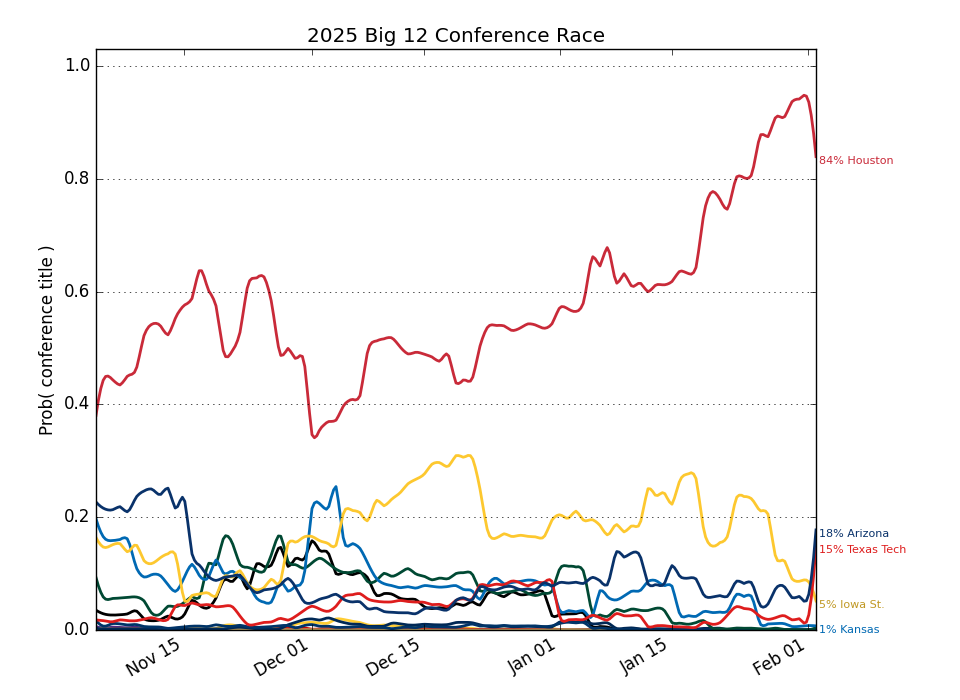 2025 Big 12 Conference Race
Prob( conference title )
1.0
0.8
0.6
0.4
0.2
0.0
84% Houston
18% Arizona
15% Texas Tech
5% Iowa St.
1% Kansas
Nov 15
Dec 01
Dec 15
Jan 01
Jan 15
Feb 01